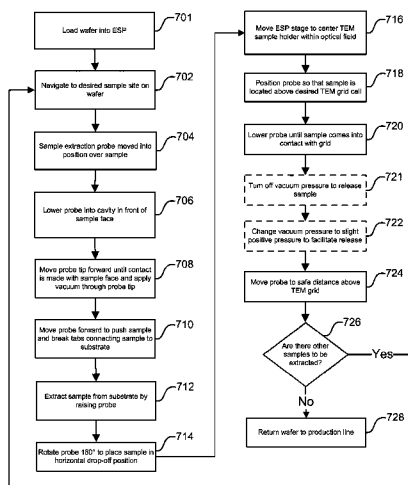 Load wafer into ESP
701
Navigate to desired sample site on
wafer
702
Sample extraction probe moved into
position over sample
704
Lower probe into cavity in front of
sample face
706
Move probe tip forward until contact
is made with sample face and apply
vacuum through probe tip
708
Move probe forward to push sample
and break tabs connecting sample to
substrate
710
Extract sample from substrate by
raising probe
712
Rotate probe 180° to place sample in
horizontal drop-off position
714
Move ESP stage to center TEM
sample holder within optical field
716
Position probe so that sample is
located above desired TEM grid cell
718
Lower probe until sample comes into
contact with grid
720
Turn off vacuum pressure to release
sample
721
Change vacuum pressure to slight
positive pressure to facilitate release
722
Move probe to safe distance above
TEM grid
724
Are there other
samples to be
extracted?
726
Yes
No
Return wafer to production line
728